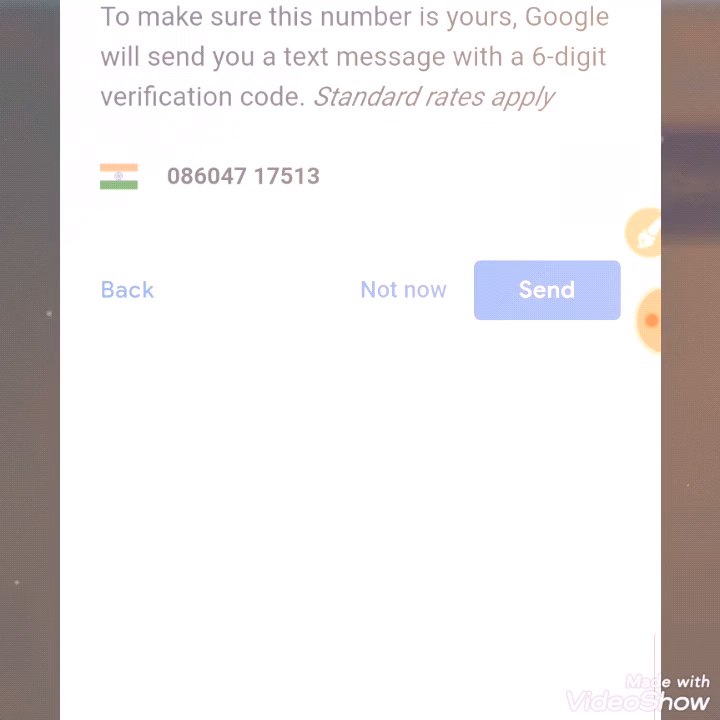 To make sure this number is yours, Google
will send you a text message with a 6-digit
verification code. Standard rates apply
086047 17513
Back
Not now
Send
Made with
VideoShow